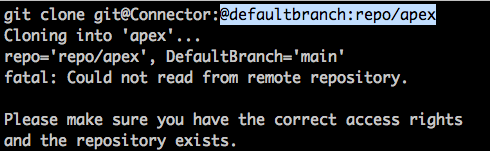 git clone git@Connector:@defaultbranch:repo/apex
Cloning into 'apex'...
repo='repo/apex', DefaultBranch='main'
fatal: Could not read from remote repository.
Please make sure you have the correct access rights
and the repository exists.